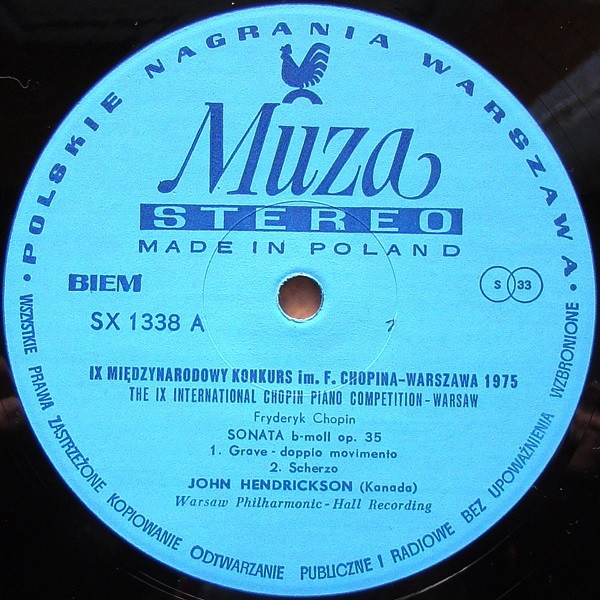 • POLSKIE NAGRANIA WARSZAWA •
Muza
STEREO
MADE IN POLAND
BIEM
S 33
SX 1338 A
1
IX MIĘDZYNARODOWY KONKURS im. F. CHOPINA-WARSZAWA 1975
THE IX INTERNATIONAL CHOPIN PIANO COMPETITION-WARSAW
Fryderyk Chopin
SONATA b-moll op. 35
1. Grave - doppio movimento
2. Scherzo
JOHN HENDRICKSON (Kanada)
Warsaw Philharmonic - Hall Recording
WSZYSTKIE PRAWA ZASTRZEŻONE KOPIOWANIE ODTWARZANIE PUBLICZNE I RADIOWE BEZ UPOWAŻNIENIA WZBRONIONE